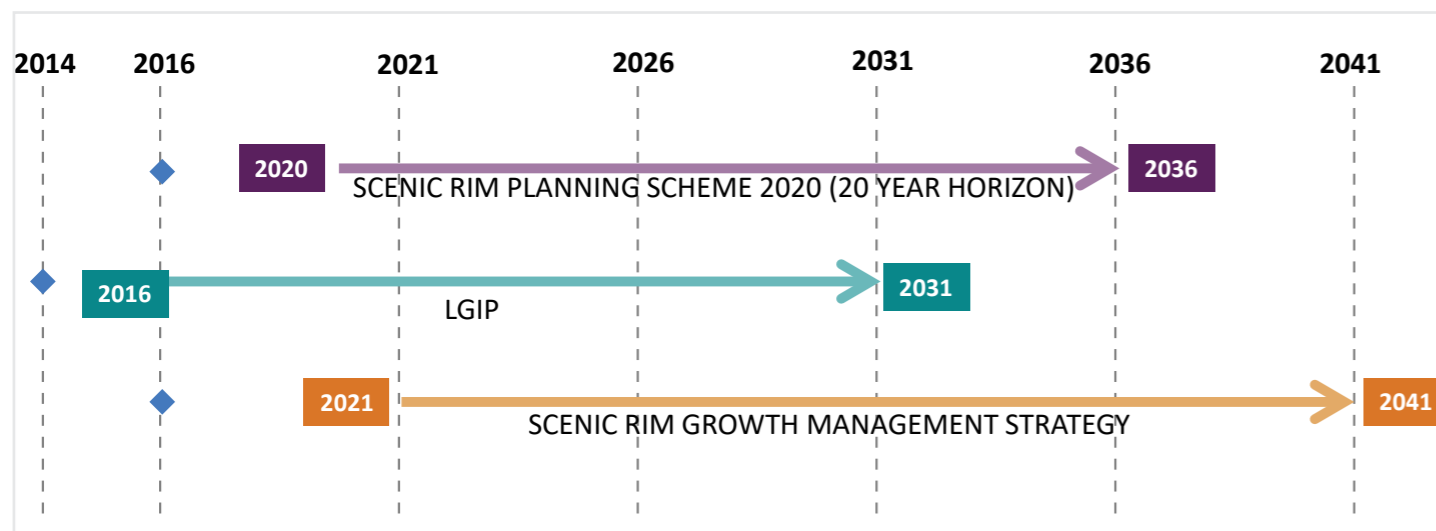 2014 2016 2021 2026 2031 2036 2041
2020 2036
SCENIC RIM PLANNING SCHEME 2020 (20 YEAR HORIZON)
2016 2031
LGIP
2021 2041
SCENIC RIM GROWTH MANAGEMENT STRATEGY